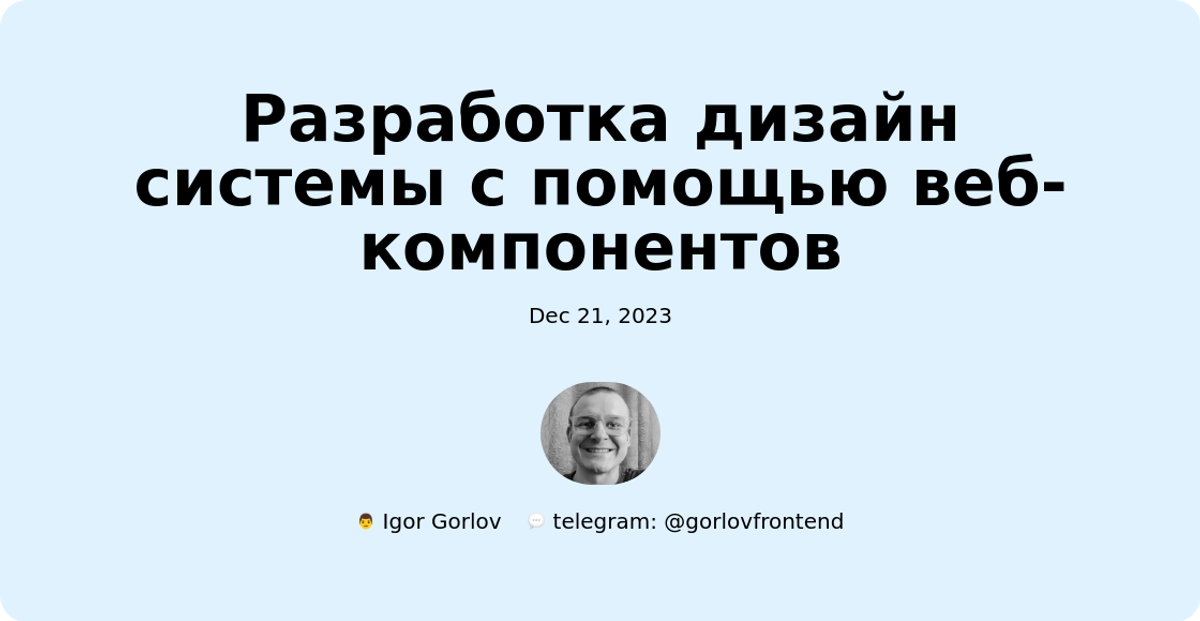 Разработка дизайн
системы с помощью веб-
компонентов
Dec 21, 2023
👨 Igor Gorlov 💬 telegram: @gorlovfrontend